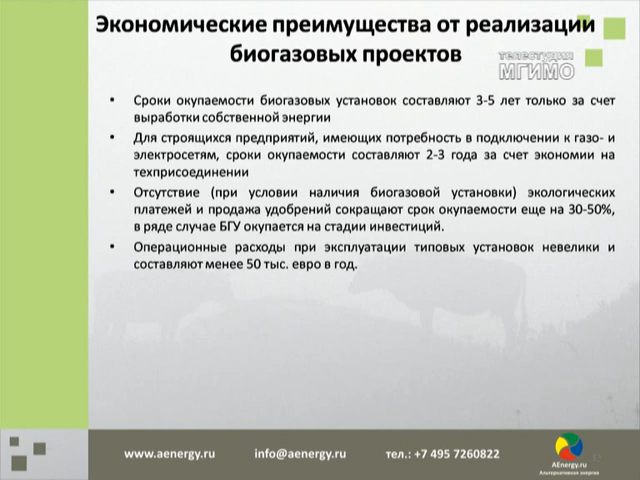 Экономические преимущества от реализации
биогазовых проектов
телестудия
МГИМО
• Сроки окупаемости биогазовых установок составляют 3-5 лет только за счет
выработки собственной энергии
• Для строящихся предприятий, имеющих потребность в подключении к газо- и
электросетям, сроки окупаемости составляют 2-3 года за счет экономии на
техприсоединении
• Отсутствие (при условии наличия биогазовой установки) экологических
платежей и продажа удобрений сокращают срок окупаемости еще на 30-50%,
в ряде случае БГУ окупается на стадии инвестиций.
• Операционные расходы при эксплуатации типовых установок невелики и
составляют менее 50 тыс. евро в год.
www.aenergy.ru info@aenergy.ru тел.: +7 495 7260822
AEnergy.ru
Альтернативная энергия